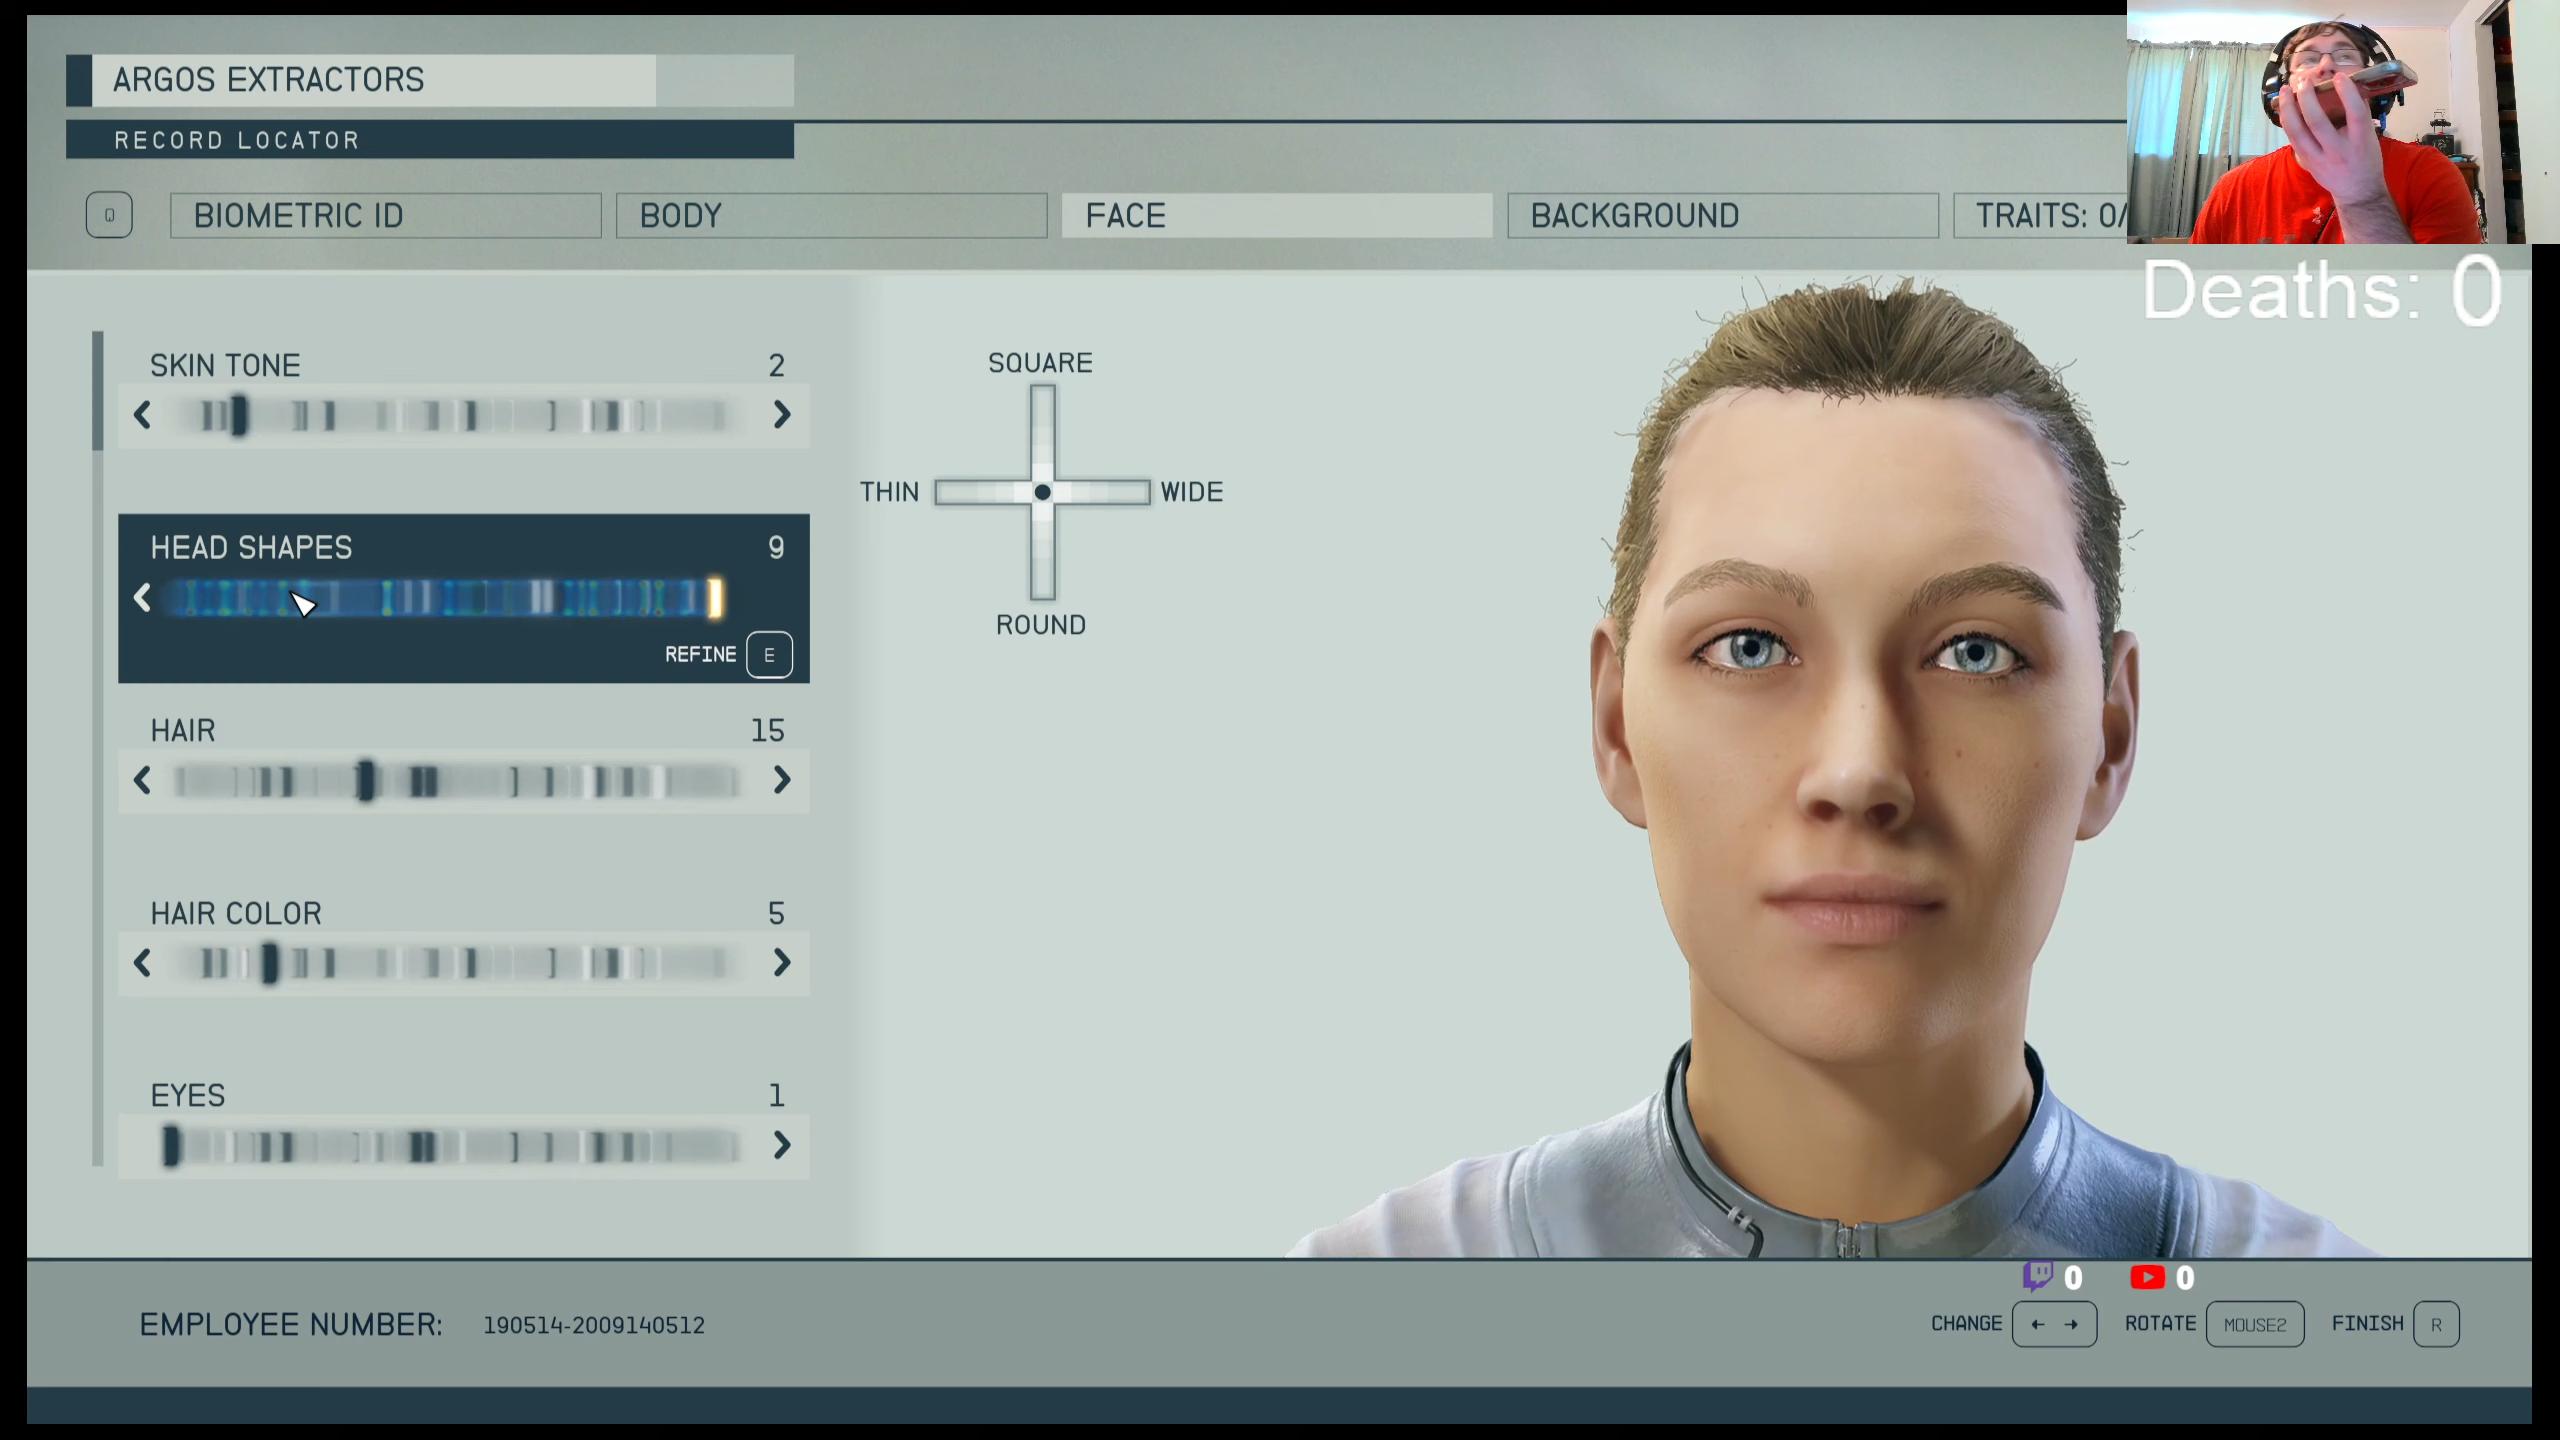 ARGOS EXTRACTORS
RECORD LOCATOR
Q BIOMETRIC ID BODY FACE BACKGROUND TRAITS: 0/
Deaths: 0
SKIN TONE 2
HEAD SHAPES 9
REFINE E
HAIR 15
HAIR COLOR 5
EYES 1
SQUARE
THIN WIDE
ROUND
0 0
EMPLOYEE NUMBER: 190514-2009140512
CHANGE ← → ROTATE MOUSE2 FINISH R